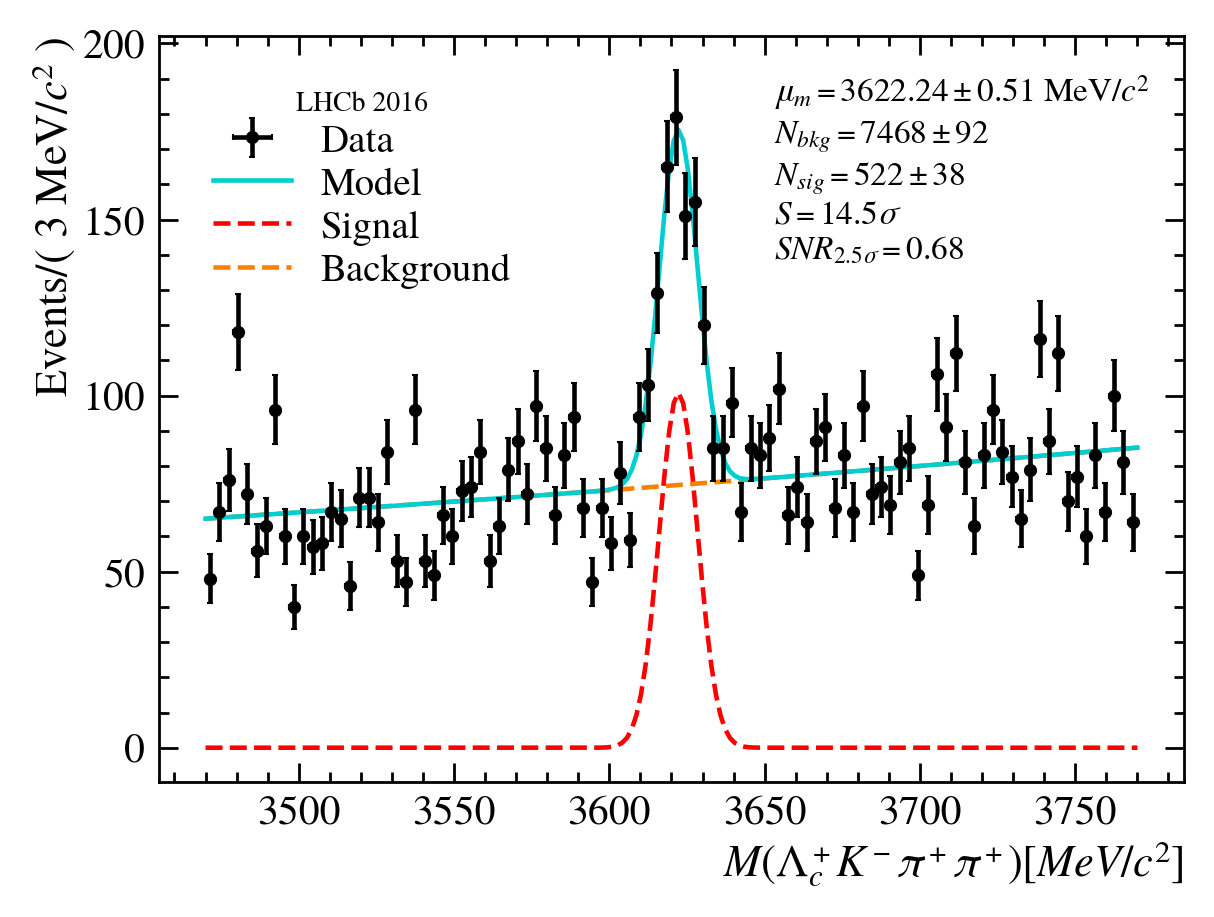 Events/( 3 MeV/c² )
200
150
100
50
0
LHCb 2016
Data
Model
Signal
Background
μ_m = 3622.24 ± 0.51 MeV/c²
N_bkg = 7468 ± 92
N_sig = 522 ± 38
S = 14.5σ
SNR_2.5σ = 0.68
3500 3550 3600 3650 3700 3750
M(Λ_c^+ K^- π^+ π^+)[MeV/c²]